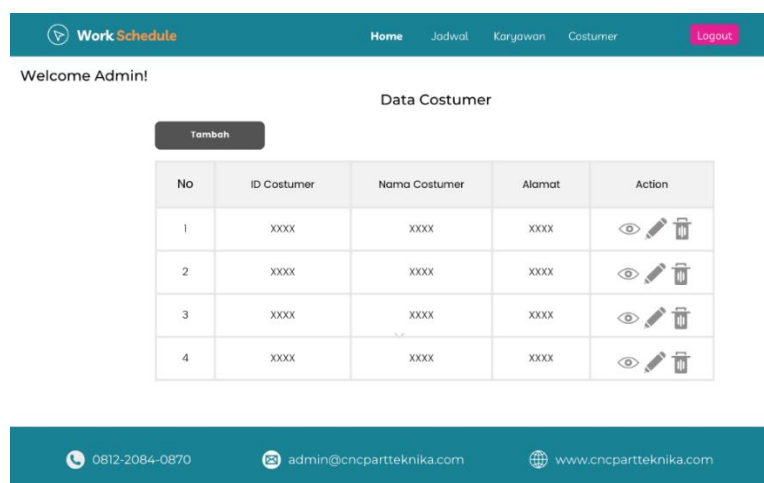 Work Schedule Home Jadwal Karyawan Costumer Logout
Welcome Admin!
Data Costumer
Tambah
No ID Costumer Nama Costumer Alamat Action
1 XXXX XXXX XXXX
2 XXXX XXXX XXXX
3 XXXX XXXX XXXX
4 XXXX XXXX XXXX
0812-2084-0870 admin@cncpartteknika.com www.cncpartteknika.com